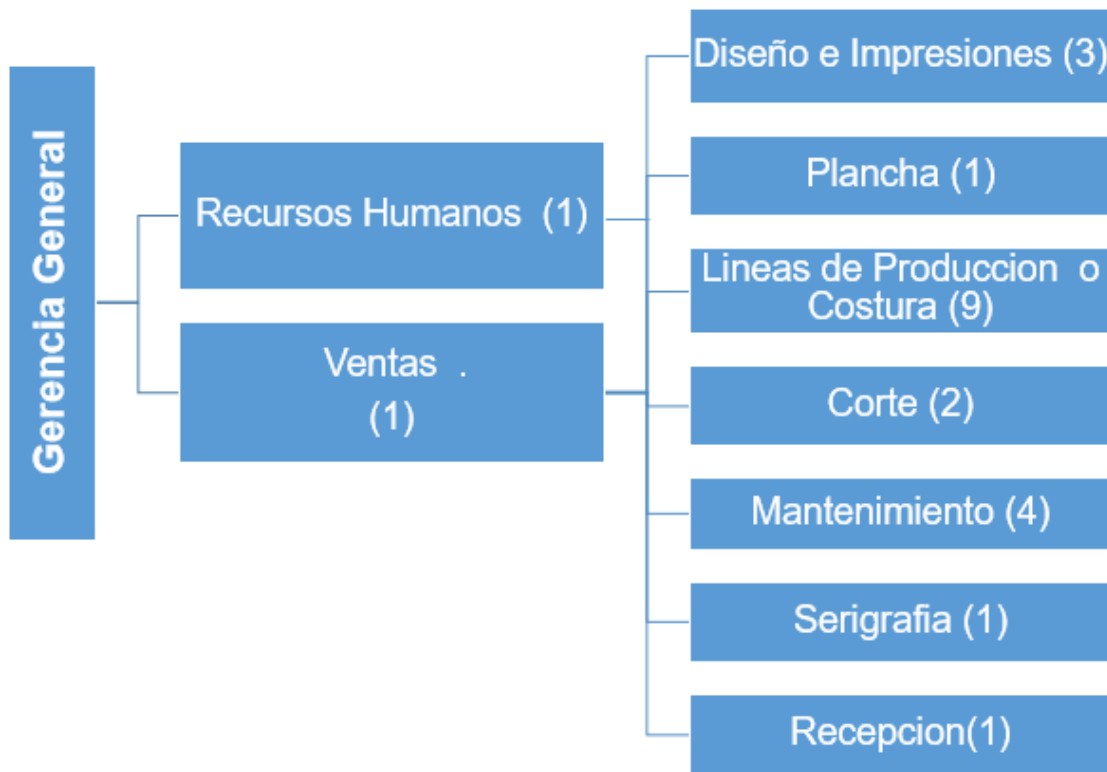 Gerencia General
Recursos Humanos (1)
Ventas .
(1)
Diseño e Impresiones (3)
Plancha (1)
Lineas de Produccion o
Costura (9)
Corte (2)
Mantenimiento (4)
Serigrafia (1)
Recepcion(1)